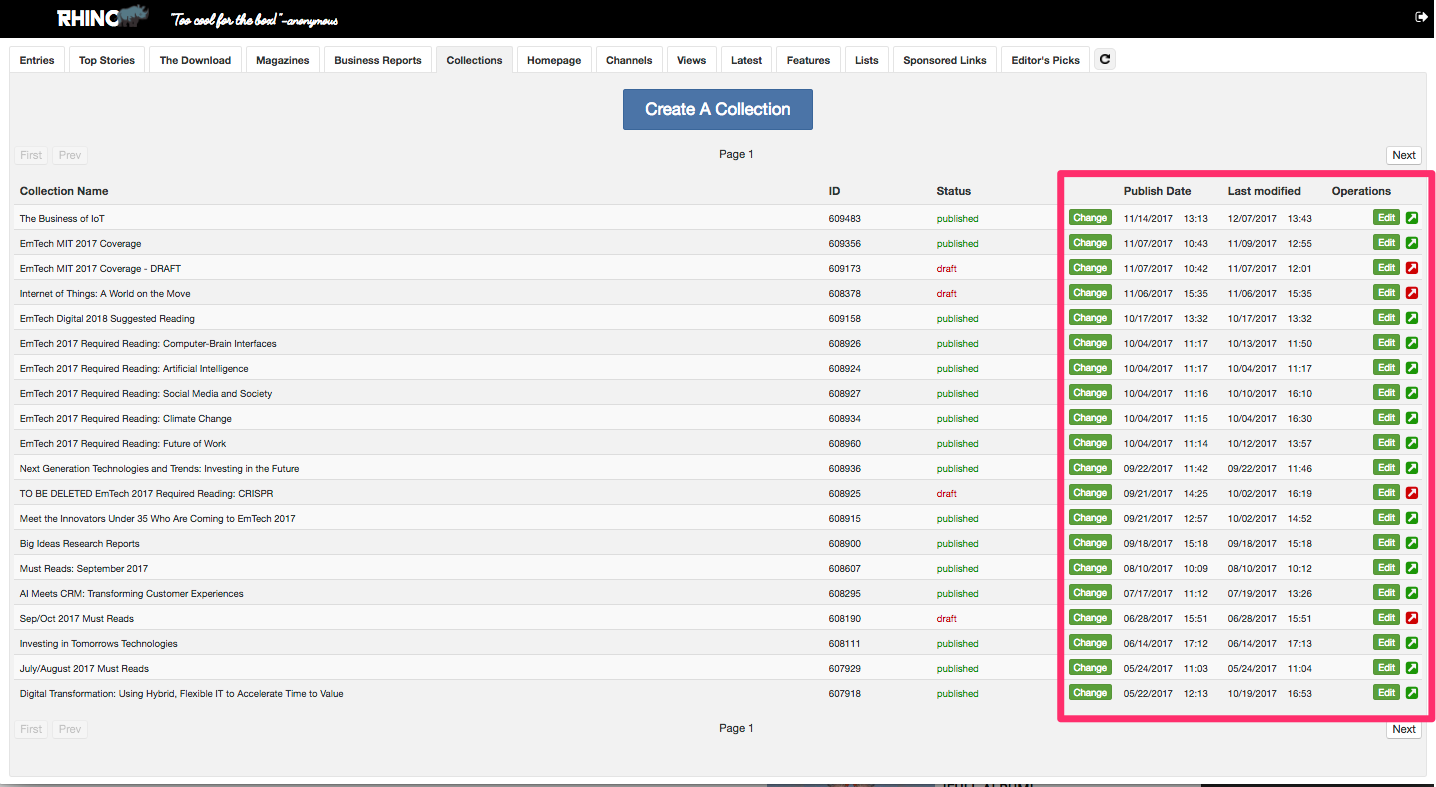 RHINO "Too cool for the box!" -anonymous
Entries Top Stories The Download Magazines Business Reports Collections Homepage Channels Views Latest Features Lists Sponsored Links Editor's Picks
Create A Collection
First Prev Page 1 Next
Collection Name ID Status Publish Date Last modified Operations
The Business of IoT 609483 published Change 11/14/2017 13:13 12/07/2017 13:43 Edit
EmTech MIT 2017 Coverage 609356 published Change 11/07/2017 10:43 11/09/2017 12:55 Edit
EmTech MIT 2017 Coverage - DRAFT 609173 draft Change 11/07/2017 10:42 11/07/2017 12:01 Edit
Internet of Things: A World on the Move 608378 draft Change 11/06/2017 15:35 11/06/2017 15:35 Edit
EmTech Digital 2018 Suggested Reading 609158 published Change 10/17/2017 13:32 10/17/2017 13:32 Edit
EmTech 2017 Required Reading: Computer-Brain Interfaces 608926 published Change 10/04/2017 11:17 10/13/2017 11:50 Edit
EmTech 2017 Required Reading: Artificial Intelligence 608924 published Change 10/04/2017 11:17 10/04/2017 11:17 Edit
EmTech 2017 Required Reading: Social Media and Society 608927 published Change 10/04/2017 11:16 10/10/2017 16:10 Edit
EmTech 2017 Required Reading: Climate Change 608934 published Change 10/04/2017 11:15 10/04/2017 16:30 Edit
EmTech 2017 Required Reading: Future of Work 608960 published Change 10/04/2017 11:14 10/12/2017 13:57 Edit
Next Generation Technologies and Trends: Investing in the Future 608936 published Change 09/22/2017 11:42 09/22/2017 11:46 Edit
TO BE DELETED EmTech 2017 Required Reading: CRISPR 608925 draft Change 09/21/2017 14:25 10/02/2017 16:19 Edit
Meet the Innovators Under 35 Who Are Coming to EmTech 2017 608915 published Change 09/21/2017 12:57 10/02/2017 14:52 Edit
Big Ideas Research Reports 608900 published Change 09/18/2017 15:18 09/18/2017 15:18 Edit
Must Reads: September 2017 608607 published Change 08/10/2017 10:09 08/10/2017 10:12 Edit
AI Meets CRM: Transforming Customer Experiences 608295 published Change 07/17/2017 11:12 07/19/2017 13:26 Edit
Sep/Oct 2017 Must Reads 608190 draft Change 06/28/2017 15:51 06/28/2017 15:51 Edit
Investing in Tomorrows Technologies 608111 published Change 06/14/2017 17:12 06/14/2017 17:13 Edit
July/August 2017 Must Reads 607929 published Change 05/24/2017 11:03 05/24/2017 11:04 Edit
Digital Transformation: Using Hybrid, Flexible IT to Accelerate Time to Value 607918 published Change 05/22/2017 12:13 10/19/2017 16:53 Edit
First Prev Page 1 Next